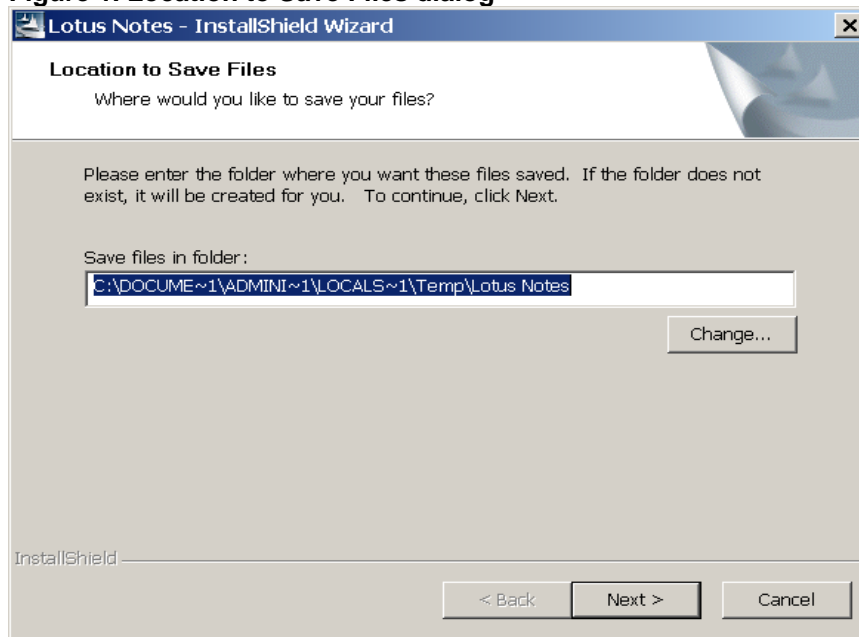 Figure 1. Location to Save Files dialog
Lotus Notes - InstallShield Wizard
Location to Save Files
Where would you like to save your files?
Please enter the folder where you want these files saved. If the folder does not
exist, it will be created for you. To continue, click Next.
Save files in folder:
C:\DOCUME~1\ADMINI~1\LOCALS~1\Temp\Lotus Notes
Change...
InstallShield
< Back Next > Cancel